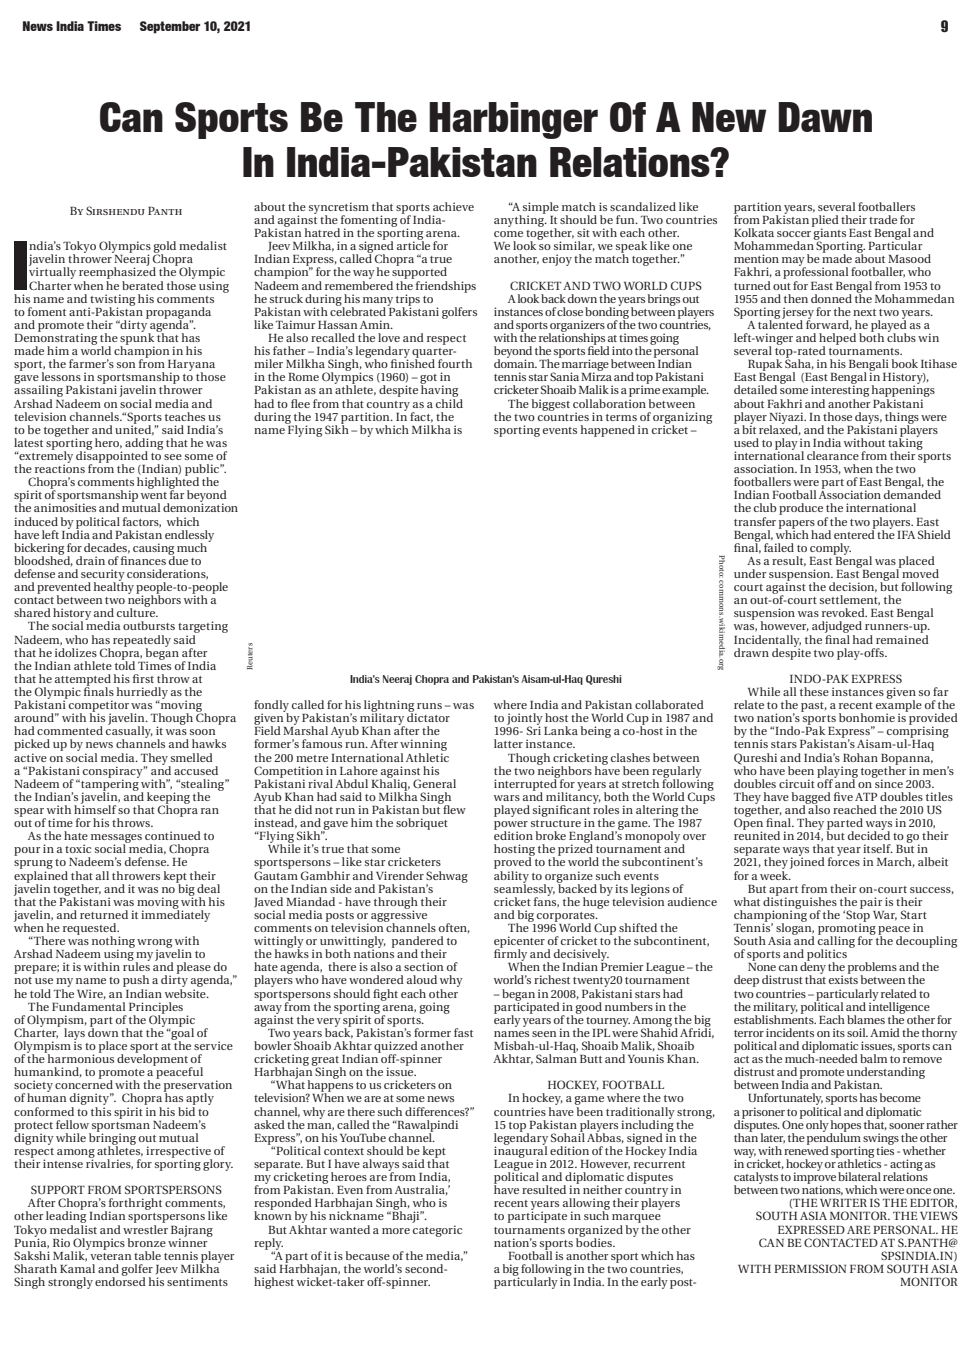 News India Times September 10, 2021
9
Can Sports Be The Harbinger Of A New Dawn
In India-Pakistan Relations?
By Sirshendu Panth
India's Tokyo Olympics gold medalist
javelin thrower Neeraj Chopra
virtually reemphasized the Olympic
Charter when he berated those using
his name and twisting his comments
to foment anti-Pakistan propaganda
and promote their “dirty agenda”.
Demonstrating the spunk that has
made him a world champion in his
sport, the farmer's son from Haryana
gave lessons in sportsmanship to those
assailing Pakistani javelin thrower
Arshad Nadeem on social media and
television channels.“Sports teaches us
to be together and united,” said India's
latest sporting hero, adding that he was
“extremely disappointed to see some of
the reactions from the (Indian) public”.
Chopra's comments highlighted the
spirit of sportsmanship went far beyond
the animosities and mutual demonization
induced by political factors, which
have left India and Pakistan endlessly
bickering for decades, causing much
bloodshed, drain of finances due to
defense and security considerations,
and prevented healthy people-to-people
contact between two neighbors with a
shared history and culture.
The social media outbursts targeting
Nadeem, who has repeatedly said
that he idolizes Chopra, began after
the Indian athlete told Times of India
that he attempted his first throw at
the Olympic finals hurriedly as the
Pakistani competitor was “moving
around” with his javelin. Though Chopra
had commented casually, it was soon
picked up by news channels and hawks
active on social media. They smelled
a “Pakistani conspiracy” and accused
Nadeem of “tampering with”, “stealing”
the Indian's javelin, and keeping the
spear with himself so that Chopra ran
out of time for his throws.
As the hate messages continued to
pour in a toxic social media, Chopra
sprung to Nadeem's defense. He
explained that all throwers kept their
javelin together, and it was no big deal
that the Pakistani was moving with his
javelin, and returned it immediately
when he requested.
“There was nothing wrong with
Arshad Nadeem using my javelin to
prepare; it is within rules and please do
not use my name to push a dirty agenda,”
he told The Wire, an Indian website.
The Fundamental Principles
of Olympism, part of the Olympic
Charter, lays down that the “goal of
Olympism is to place sport at the service
of the harmonious development of
humankind, to promote a peaceful
society concerned with the preservation
of human dignity”. Chopra has aptly
conformed to this spirit in his bid to
protect fellow sportsman Nadeem's
dignity while bringing out mutual
respect among athletes, irrespective of
their intense rivalries, for sporting glory.
SUPPORT FROM SPORTSPERSONS
After Chopra's forthright comments,
other leading Indian sportspersons like
Tokyo medalist and wrestler Bajrang
Punia, Rio Olympics bronze winner
Sakshi Malik, veteran table tennis player
Sharath Kamal and golfer Jeev Milkha
Singh strongly endorsed his sentiments
about the syncretism that sports achieve
and against the fomenting of India-
Pakistan hatred in the sporting arena.
Jeev Milkha, in a signed article for
Indian Express, called Chopra “a true
champion” for the way he supported
Nadeem and remembered the friendships
he struck during his many trips to
Pakistan with celebrated Pakistani golfers
like Taimur Hassan Amin.
He also recalled the love and respect
his father – India's legendary quarter-
miler Milkha Singh, who finished fourth
in the Rome Olympics (1960) – got in
Pakistan as an athlete, despite having
had to flee from that country as a child
during the 1947 partition. In fact, the
name Flying Sikh – by which Milkha is
Reuters
Photo: commons.wikimedia.org
India's Neeraj Chopra and Pakistan's Aisam-ul-Haq Qureshi
fondly called for his lightning runs – was
given by Pakistan's military dictator
Field Marshal Ayub Khan after the
former's famous run. After winning
the 200 metre International Athletic
Competition in Lahore against his
Pakistani rival Abdul Khaliq, General
Ayub Khan had said to Milkha Singh
that he did not run in Pakistan but flew
instead, and gave him the sobriquet
“Flying Sikh”.
While it's true that some
sportspersons – like star cricketers
Gautam Gambhir and Virender Sehwag
on the Indian side and Pakistan's
Javed Miandad - have through their
social media posts or aggressive
comments on television channels often,
wittingly or unwittingly, pandered to
the hawks in both nations and their
hate agenda, there is also a section of
players who have wondered aloud why
sportspersons should fight each other
away from the sporting arena, going
against the very spirit of sports.
Two years back, Pakistan's former fast
bowler Shoaib Akhtar quizzed another
cricketing great Indian off-spinner
Harbhajan Singh on the issue.
“What happens to us cricketers on
television? When we are at some news
channel, why are there such differences?”
asked the man, called the “Rawalpindi
Express”, on his YouTube channel.
“Political context should be kept
separate. But I have always said that
my cricketing heroes are from India,
from Pakistan. Even from Australia,'
responded Harbhajan Singh, who is
known by his nickname “Bhaji”.
But Akhtar wanted a more categoric
reply.
“A part of it is because of the media,”
said Harbhajan, the world's second-
highest wicket-taker off-spinner.
“A simple match is scandalized like
anything. It should be fun. Two countries
come together, sit with each other.
We look so similar, we speak like one
another, enjoy the match together.”
CRICKET AND TWO WORLD CUPS
A look back down the years brings out
instances of close bonding between players
and sports organizers of the two countries,
with the relationships at times going
beyond the sports field into the personal
domain. The marriage between Indian
tennis star Sania Mirza and top Pakistani
cricketer Shoaib Malik is a prime example.
The biggest collaboration between
the two countries in terms of organizing
sporting events happened in cricket –
where India and Pakistan collaborated
to jointly host the World Cup in 1987 and
1996- Sri Lanka being a co-host in the
latter instance.
Though cricketing clashes between
the two neighbors have been regularly
interrupted for years at stretch following
wars and militancy, both the World Cups
played significant roles in altering the
power structure in the game. The 1987
edition broke England's monopoly over
hosting the prized tournament and
proved to the world the subcontinent's
ability to organize such events
seamlessly, backed by its legions of
cricket fans, the huge television audience
and big corporates.
The 1996 World Cup shifted the
epicenter of cricket to the subcontinent,
firmly and decisively.
When the Indian Premier League – the
world's richest twenty20 tournament
– began in 2008, Pakistani stars had
participated in good numbers in the
early years of the tourney. Among the big
names seen in the IPL were Shahid Afridi,
Misbah-ul-Haq, Shoaib Malik, Shoaib
Akhtar, Salman Butt and Younis Khan.
HOCKEY, FOOTBALL
In hockey, a game where the two
countries have been traditionally strong,
15 top Pakistan players including the
legendary Sohail Abbas, signed in the
inaugural edition of the Hockey India
League in 2012. However, recurrent
political and diplomatic disputes
have resulted in neither country in
recent years allowing their players
to participate in such marquee
tournaments organized by the other
nation's sports bodies.
Football is another sport which has
a big following in the two countries,
particularly in India. In the early post-
partition years, several footballers
from Pakistan plied their trade for
Kolkata soccer giants East Bengal and
Mohammedan Sporting. Particular
mention may be made about Masood
Fakhri, a professional footballer, who
turned out for East Bengal from 1953 to
1955 and then donned the Mohammedan
Sporting jersey for the next two years.
A talented forward, he played as a
left-winger and helped both clubs win
several top-rated tournaments.
Rupak Saha, in his Bengali book Itihase
East Bengal (East Bengal in History),
detailed some interesting happenings
about Fakhri and another Pakistani
player Niyazi. In those days, things were
a bit relaxed, and the Pakistani players
used to play in India without taking
international clearance from their sports
association. In 1953, when the two
footballers were part of East Bengal, the
Indian Football Association demanded
the club produce the international
transfer papers of the two players. East
Bengal, which had entered the IFA Shield
final, failed to comply.
As a result, East Bengal was placed
under suspension. East Bengal moved
court against the decision, but following
an out-of-court settlement, the
suspension was revoked. East Bengal
was, however, adjudged runners-up.
Incidentally, the final had remained
drawn despite two play-offs.
INDO-PAK EXPRESS
While all these instances given so far
relate to the past, a recent example of the
two nation's sports bonhomie is provided
by the “Indo-Pak Express” – comprising
tennis stars Pakistan's Aisam-ul-Haq
Qureshi and India's Rohan Bopanna,
who have been playing together in men's
doubles circuit off and on since 2003.
They have bagged five ATP doubles titles
together, and also reached the 2010 US
Open final. They parted ways in 2010,
reunited in 2014, but decided to go their
separate ways that year itself. But in
2021, they joined forces in March, albeit
for a week.
But apart from their on-court success,
what distinguishes the pair is their
championing of the ‘Stop War, Start
Tennis’ slogan, promoting peace in
South Asia and calling for the decoupling
of sports and politics
None can deny the problems and the
deep distrust that exists between the
two countries – particularly related to
the military, political and intelligence
establishments. Each blames the other for
terror incidents on its soil. Amid the thorny
political and diplomatic issues, sports can
act as the much-needed balm to remove
distrust and promote understanding
between India and Pakistan.
Unfortunately, sports has become
a prisoner to political and diplomatic
disputes. One only hopes that, sooner rather
than later, the pendulum swings the other
way, with renewed sporting ties - whether
in cricket, hockey or athletics - acting as
catalysts to improve bilateral relations
between two nations, which were once one.
(THE WRITER IS THE EDITOR,
SOUTH ASIA MONITOR. THE VIEWS
EXPRESSED ARE PERSONAL. HE
CAN BE CONTACTED AT S.PANTH@
SPSINDIA.IN)
WITH PERMISSION FROM SOUTH ASIA
MONITOR